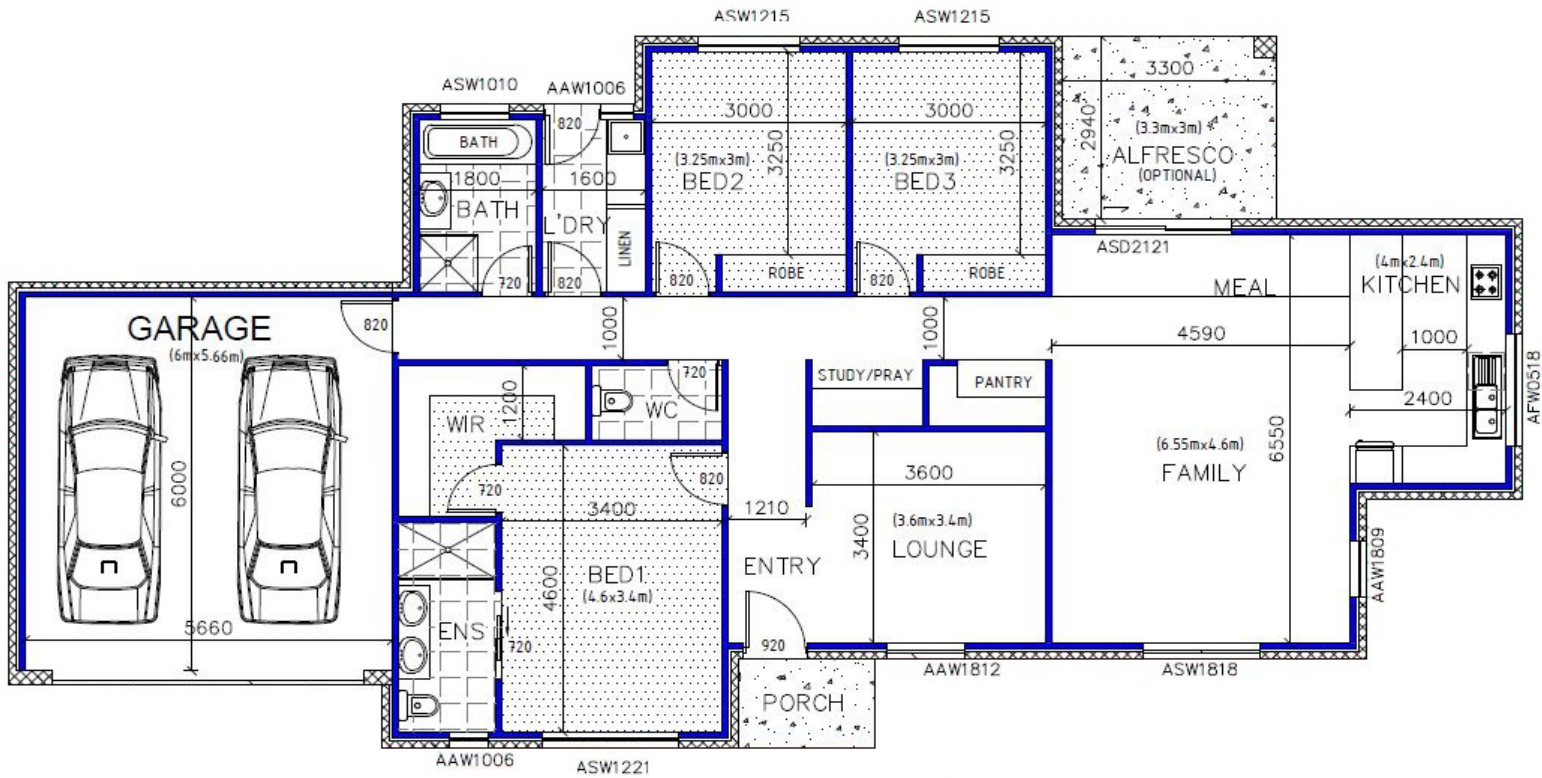 ASW1215
ASW1215
ASW1010
AAW1006
3300
2940
(3.3mx3m)
ALFRESCO
(OPTIONAL)
BATH
820
3000
3000
3250
3250
(3.25mx3m)
BED2
(3.25mx3m)
BED3
1800
1600
BATH
L'DRY
LINEN
720
820
820
ROBE
820
ROBE
ASD2121
MEAL
(4mx2.4m)
KITCHEN
GARAGE
(6mx5.66m)
820
1000
1000
4590
1000
AFW0518
WIR
1200
720
WC
STUDY/PRAY
PANTRY
2400
6000
720
820
3400
1210
3600
(6.55mx4.6m)
FAMILY
6550
(3.6mx3.4m)
LOUNGE
3400
BED1
(4.6x3.4m)
4600
ENTRY
AAW1809
5660
ENS
720
920
AAW1812
ASW1818
PORCH
AAW1006
ASW1221